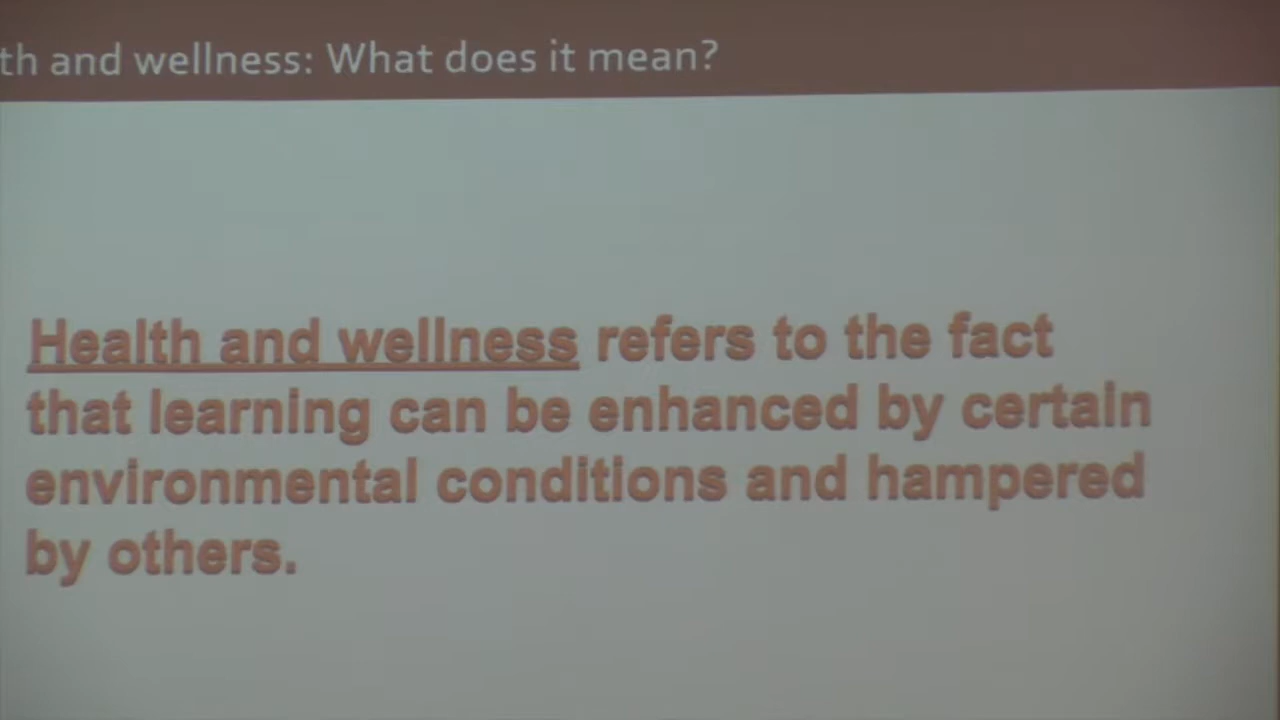 th and wellness: What does it mean?
Health and wellness refers to the fact
that learning can be enhanced by certain
environmental conditions and hampered
by others.